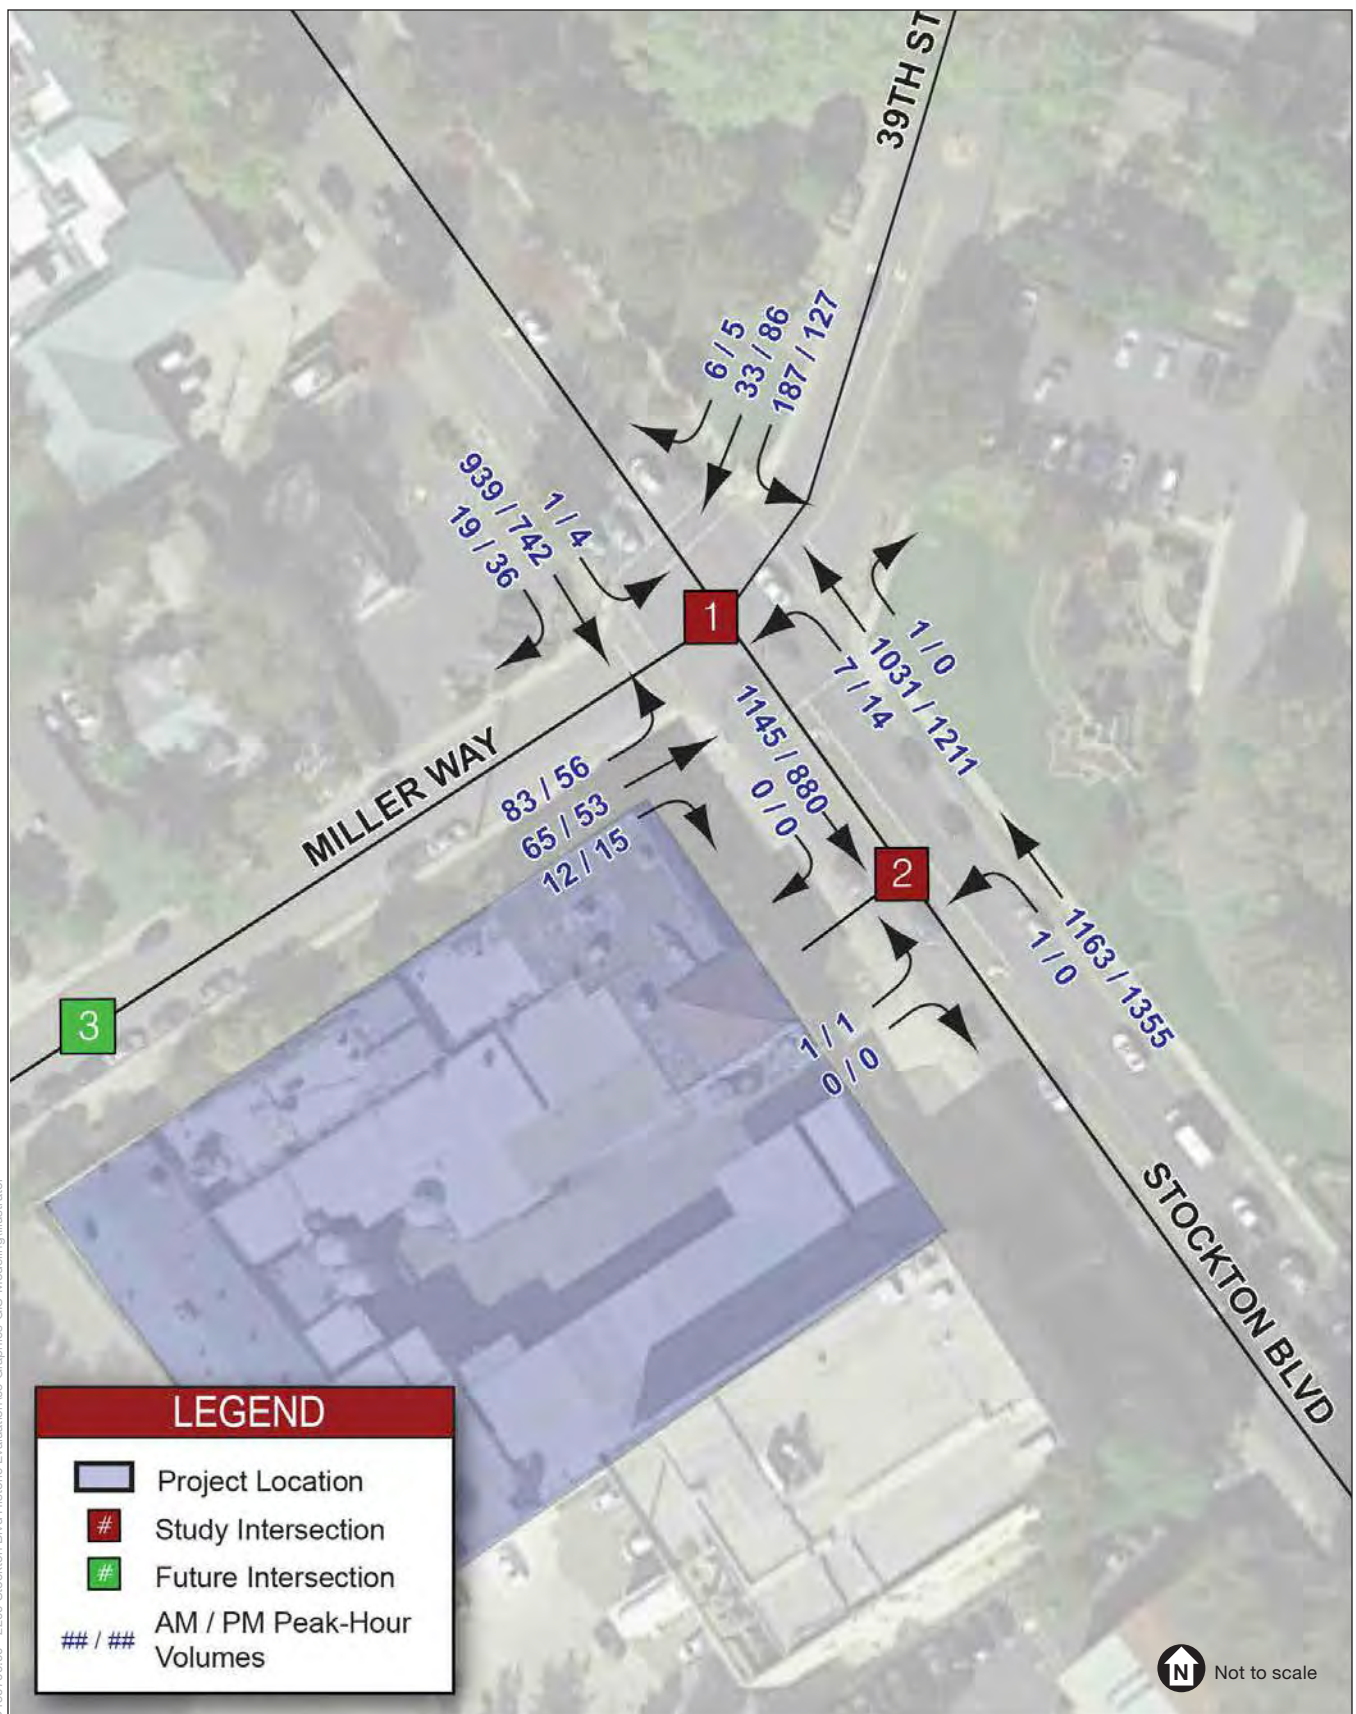 39TH ST
6 / 5
33 / 86
187 / 127
939 / 742
1 / 4
19 / 36
1
1 / 0
1031 / 1211
7 / 14
MILLER WAY
1145 / 880
0 / 0
83 / 56
65 / 53
12 / 15
2
1163 / 1355
1 / 0
3
1 / 1
0 / 0
STOCKTON BLVD
LEGEND
Project Location
# Study Intersection
# Future Intersection
## / ## AM / PM Peak-Hour
Volumes
N Not to scale